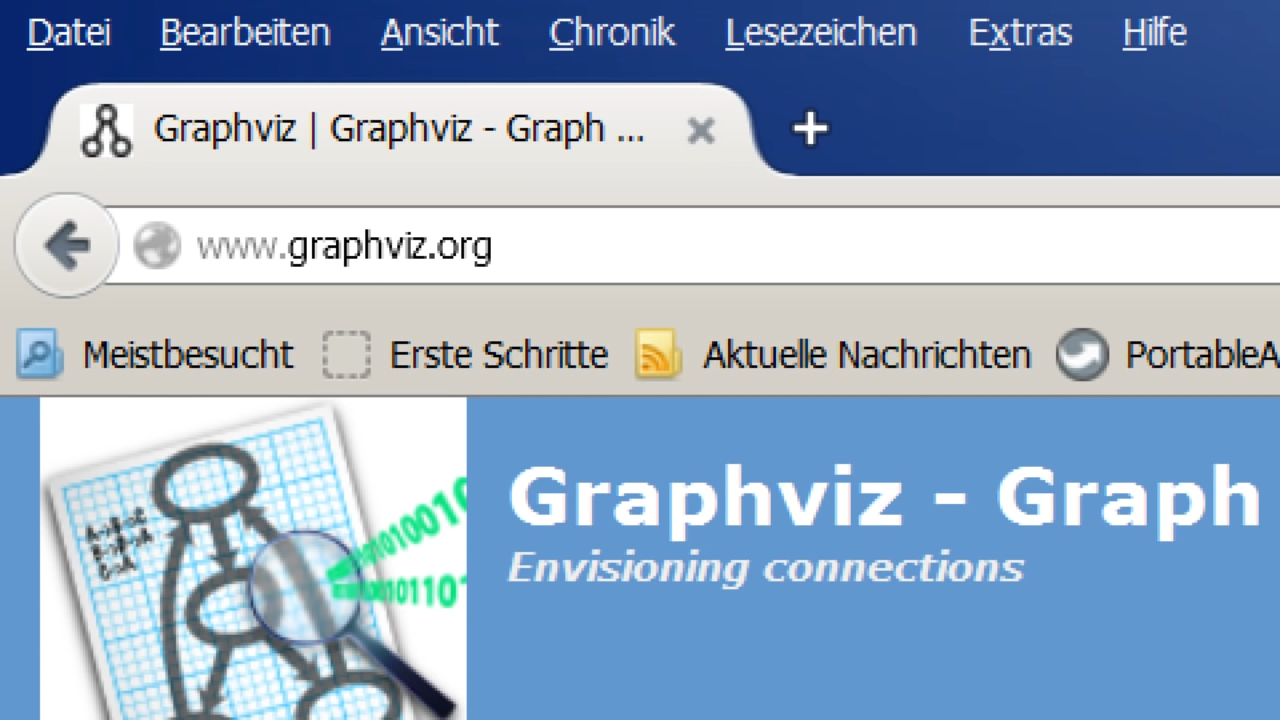 Datei Bearbeiten Ansicht Chronik Lesezeichen Extras Hilfe
Graphviz | Graphviz - Graph ...
www.graphviz.org
Meistbesucht Erste Schritte Aktuelle Nachrichten PortableA
Graphviz - Graph
Envisioning connections